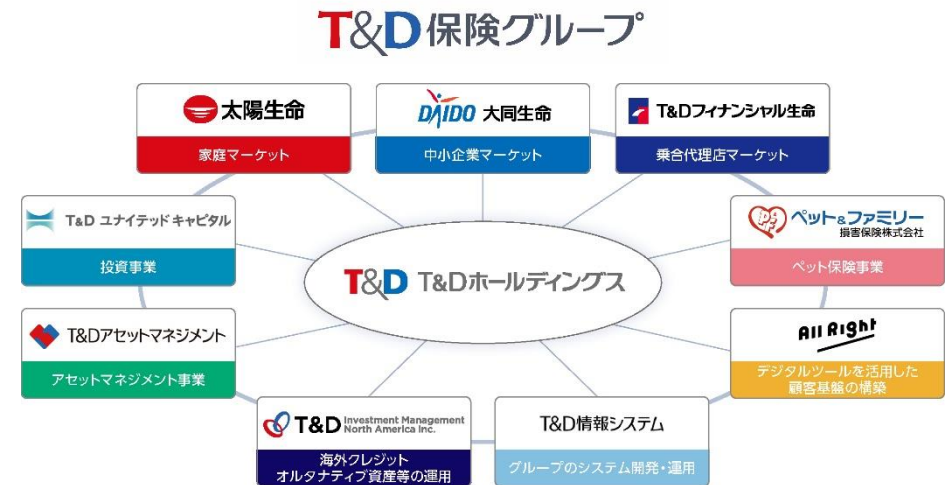 T&D保険グループ
太陽生命
家庭マーケット
DAIDO 大同生命
中小企業マーケット
T&Dフィナンシャル生命
乗合代理店マーケット
T&D ユナイテッド キャピタル
投資事業
ペット&ファミリー
損害保険株式会社
ペット保険事業
T&D T&Dホールディングス
T&Dアセットマネジメント
アセットマネジメント事業
All Right
デジタルツールを活用した
顧客基盤の構築
T&D Investment Management
North America Inc.
海外クレジット
オルタナティブ資産等の運用
T&D情報システム
グループのシステム開発・運用